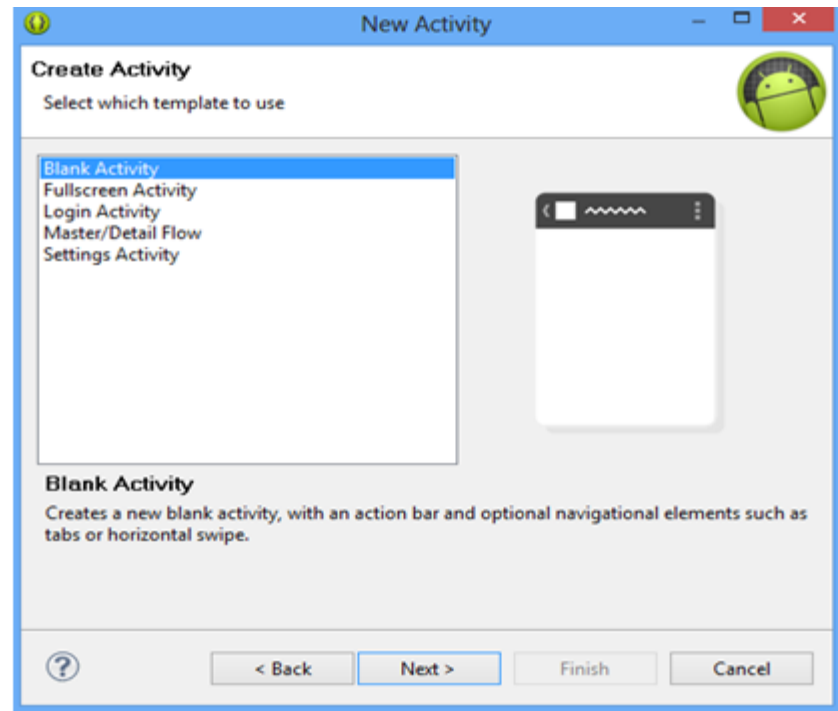 New Activity
Create Activity
Select which template to use
Blank Activity
Fullscreen Activity
Login Activity
Master/Detail Flow
Settings Activity
Blank Activity
Creates a new blank activity, with an action bar and optional navigational elements such as
tabs or horizontal swipe.
? < Back Next > Finish Cancel